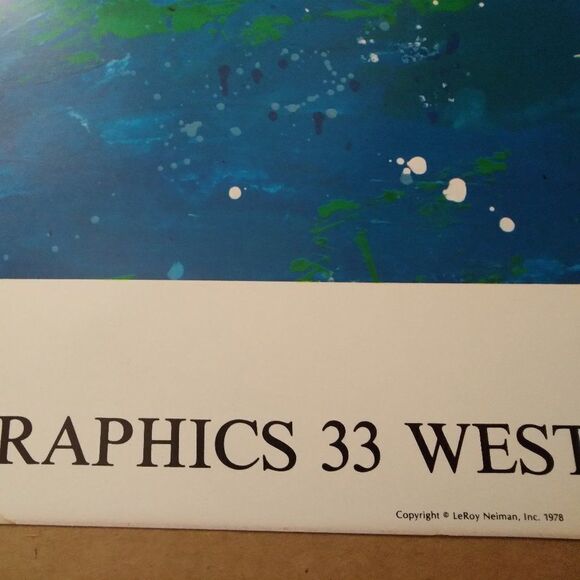 RAPHICS 33 WEST
Copyright © LeRoy Neiman, Inc. 1978